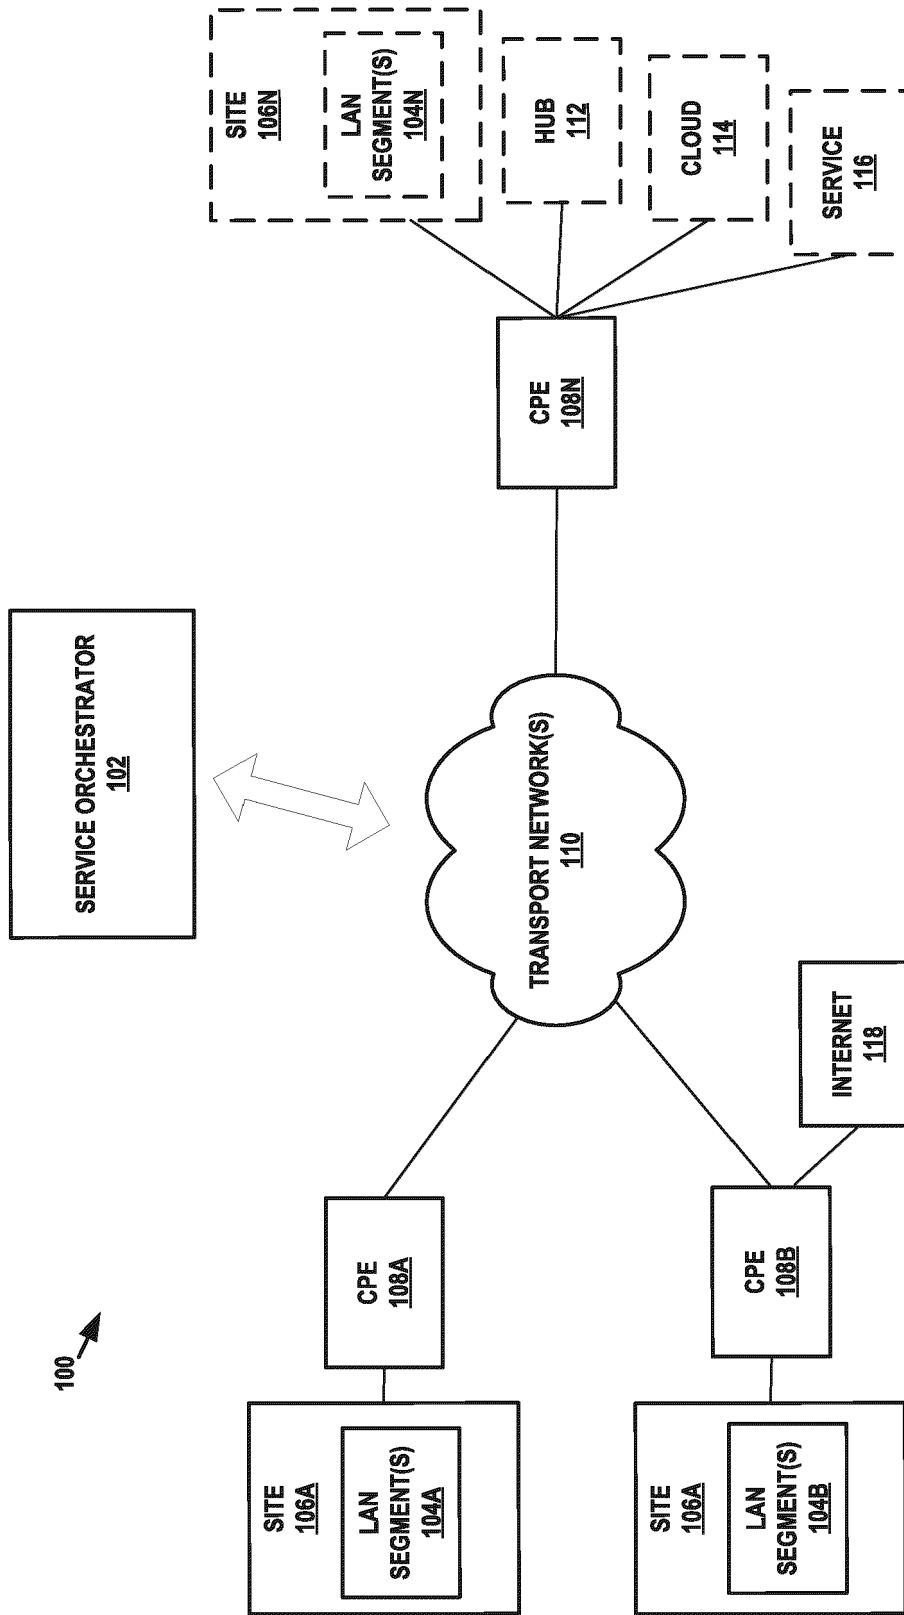 100
SERVICE ORCHESTRATOR
102
SITE
106A
LAN
SEGMENT(S)
104A
CPE
108A
TRANSPORT NETWORK(S)
110
CPE
108N
SITE
106N
LAN
SEGMENT(S)
104N
HUB
112
CLOUD
114
SERVICE
116
SITE
106A
LAN
SEGMENT(S)
104B
CPE
108B
INTERNET
118